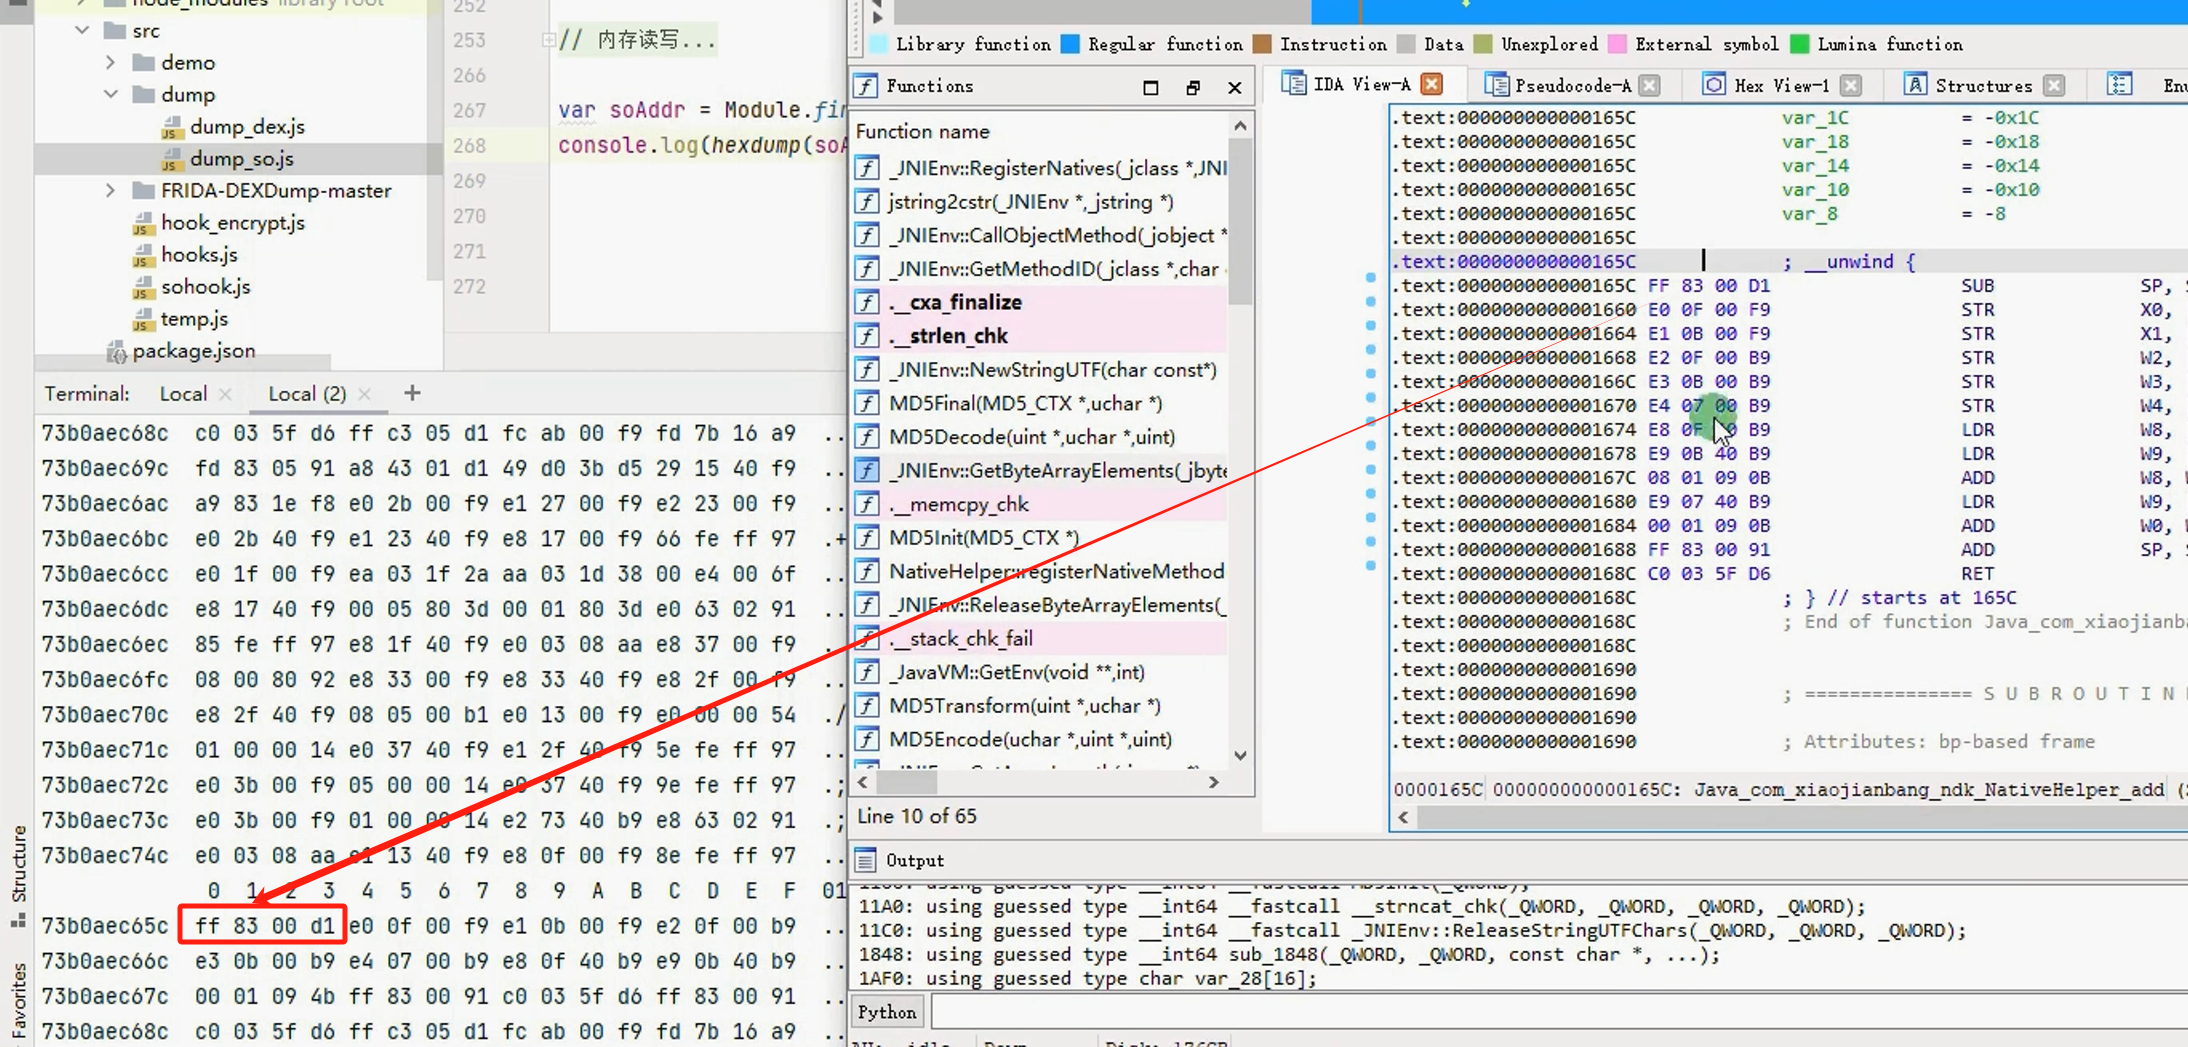 node_modules library root
src
demo
dump
dump_dex.js
dump_so.js
FRIDA-DEXDump-master
hook_encrypt.js
hooks.js
sohook.js
temp.js
package.json
252
253 // 内存读写...
266
267 var soAddr = Module.fin
268 console.log(hexdump(soA
269
270
271
272
Terminal: Local Local (2) +
73b0aec68c c0 03 5f d6 ff c3 05 d1 fc ab 00 f9 fd 7b 16 a9 ..
73b0aec69c fd 83 05 91 a8 43 01 d1 49 d0 3b d5 29 15 40 f9 ..
73b0aec6ac a9 83 1e f8 e0 2b 00 f9 e1 27 00 f9 e2 23 00 f9 ..
73b0aec6bc e0 2b 40 f9 e1 23 40 f9 e8 17 00 f9 66 fe ff 97 .+
73b0aec6cc e0 1f 00 f9 ea 03 1f 2a aa 03 1d 38 00 e4 00 6f ..
73b0aec6dc e8 17 40 f9 00 05 80 3d 00 01 80 3d e0 63 02 91 ..
73b0aec6ec 85 fe ff 97 e8 1f 40 f9 e0 03 08 aa e8 37 00 f9 ..
73b0aec6fc 08 00 80 92 e8 33 00 f9 e8 33 40 f9 e8 2f 00 f9 ..
73b0aec70c e8 2f 40 f9 08 05 00 b1 e0 13 00 f9 e0 00 00 54 ./
73b0aec71c 01 00 00 14 e0 37 40 f9 e1 2f 40 f9 5e fe ff 97 ..
73b0aec72c e0 3b 00 f9 05 00 00 14 e0 37 40 f9 9e fe ff 97 .;
73b0aec73c e0 3b 00 f9 01 00 00 14 e2 73 40 b9 e8 63 02 91 .;
73b0aec74c e0 03 08 aa e1 13 40 f9 e8 0f 00 f9 8e fe ff 97 ..
0 1 2 3 4 5 6 7 8 9 A B C D E F 01
73b0aec65c ff 83 00 d1 e0 0f 00 f9 e1 0b 00 f9 e2 0f 00 b9 ..
73b0aec66c e3 0b 00 b9 e4 07 00 b9 e8 0f 40 b9 e9 0b 40 b9 ..
73b0aec67c 00 01 09 4b ff 83 00 91 c0 03 5f d6 ff 83 00 91 ..
73b0aec68c c0 03 5f d6 ff c3 05 d1 fc ab 00 f9 fd 7b 16 a9 ..
Structure
Favorites
Library function Regular function Instruction Data Unexplored External symbol Lumina function
Functions
Function name
_JNIEnv::RegisterNatives(_jclass *,JNI
jstring2cstr(_JNIEnv *,_jstring *)
_JNIEnv::CallObjectMethod(_jobject *
_JNIEnv::GetMethodID(_jclass *,char
.__cxa_finalize
.__strlen_chk
_JNIEnv::NewStringUTF(char const*)
MD5Final(MD5_CTX *,uchar *)
MD5Decode(uint *,uchar *,uint)
_JNIEnv::GetByteArrayElements(_jbyte
.__memcpy_chk
MD5Init(MD5_CTX *)
NativeHelper::registerNativeMethod
_JNIEnv::ReleaseByteArrayElements(_
.__stack_chk_fail
_JavaVM::GetEnv(void **,int)
MD5Transform(uint *,uchar *)
MD5Encode(uchar *,uint *,uint)
Line 10 of 65
IDA View-A Pseudocode-A Hex View-1 Structures Enu
.text:000000000000165C var_1C = -0x1C
.text:000000000000165C var_18 = -0x18
.text:000000000000165C var_14 = -0x14
.text:000000000000165C var_10 = -0x10
.text:000000000000165C var_8 = -8
.text:000000000000165C
.text:000000000000165C ; __unwind {
.text:000000000000165C FF 83 00 D1 SUB SP,
.text:0000000000001660 E0 0F 00 F9 STR X0,
.text:0000000000001664 E1 0B 00 F9 STR X1,
.text:0000000000001668 E2 0F 00 B9 STR W2,
.text:000000000000166C E3 0B 00 B9 STR W3,
.text:0000000000001670 E4 07 00 B9 STR W4,
.text:0000000000001674 E8 0F B9 LDR W8,
.text:0000000000001678 E9 0B 40 B9 LDR W9,
.text:000000000000167C 08 01 09 0B ADD W8,
.text:0000000000001680 E9 07 40 B9 LDR W9,
.text:0000000000001684 00 01 09 0B ADD W0,
.text:0000000000001688 FF 83 00 91 ADD SP,
.text:000000000000168C C0 03 5F D6 RET
.text:000000000000168C ; } // starts at 165C
.text:000000000000168C ; End of function Java_com_xiaojianba
.text:000000000000168C
.text:0000000000001690
.text:0000000000001690 ; =============== S U B R O U T I N
.text:0000000000001690
.text:0000000000001690 ; Attributes: bp-based frame
0000165C 000000000000165C: Java_com_xiaojianbang_ndk_NativeHelper_add (
Output
11A0: using guessed type __int64 __fastcall __strncat_chk(_QWORD, _QWORD, _QWORD, _QWORD);
11C0: using guessed type __int64 __fastcall _JNIEnv::ReleaseStringUTFChars(_QWORD, _QWORD, _QWORD);
1848: using guessed type __int64 sub_1848(_QWORD, _QWORD, const char *, ...);
1AF0: using guessed type char var_28[16];
Python